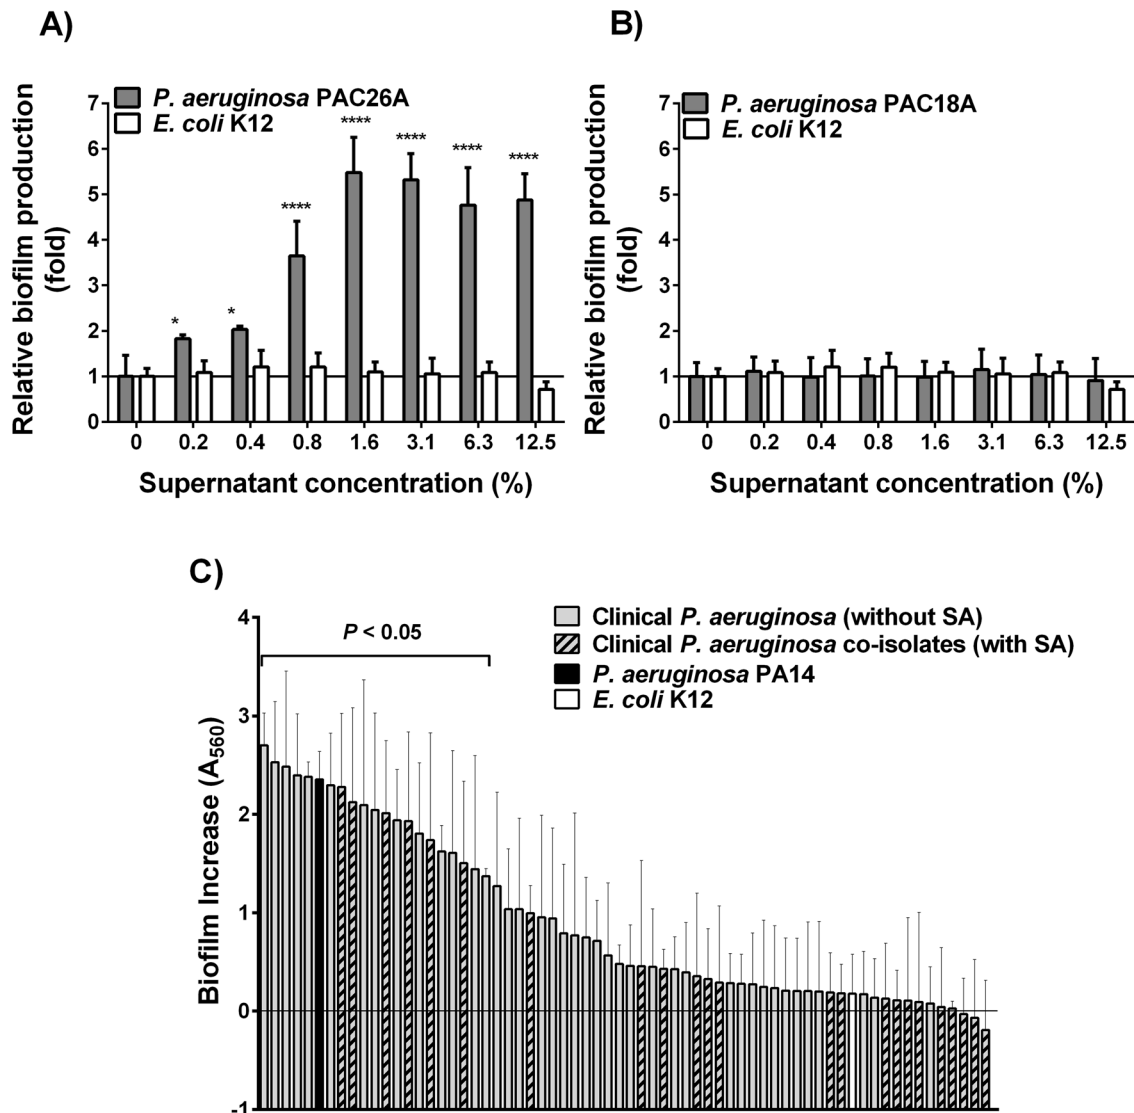 A)
P. aeruginosa PAC26A
E. coli K12
Relative biofilm production
(fold)
7
6
5
4
3
2
1
0
*
*
****
****
****
****
****
0 0.2 0.4 0.8 1.6 3.1 6.3 12.5
Supernatant concentration (%)
B)
P. aeruginosa PAC18A
E. coli K12
Relative biofilm production
(fold)
7
6
5
4
3
2
1
0
0 0.2 0.4 0.8 1.6 3.1 6.3 12.5
Supernatant concentration (%)
C)
Clinical P. aeruginosa (without SA)
Clinical P. aeruginosa co-isolates (with SA)
P. aeruginosa PA14
E. coli K12
P < 0.05
Biofilm Increase (A560)
4
3
2
1
0
-1